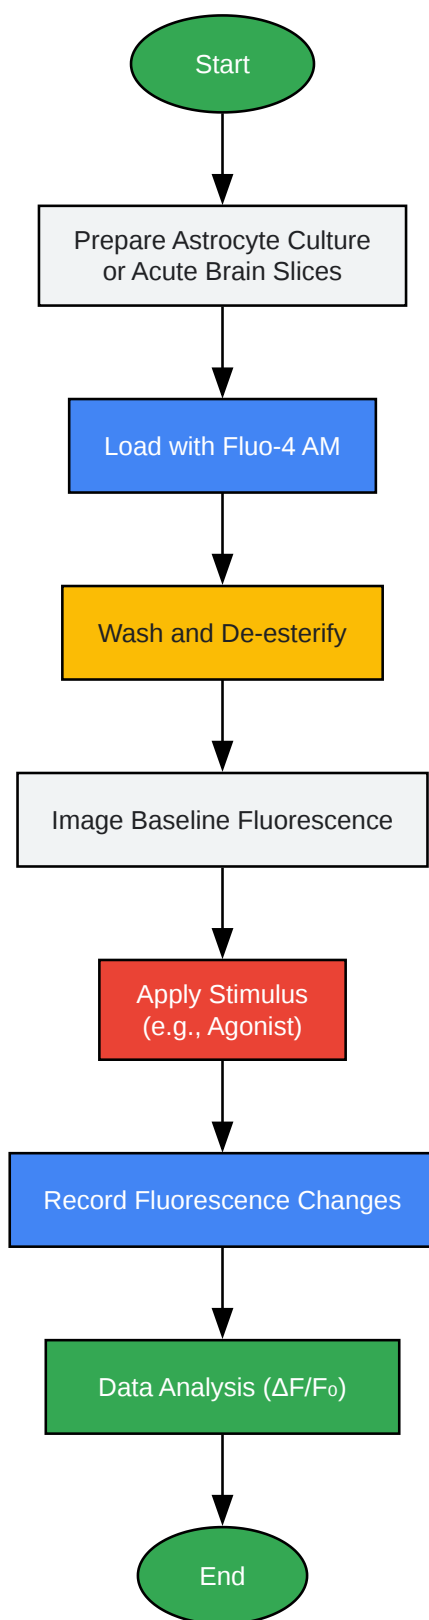 Start
Prepare Astrocyte Culture
or Acute Brain Slices
Load with Fluo-4 AM
Wash and De-esterify
Image Baseline Fluorescence
Apply Stimulus
(e.g., Agonist)
Record Fluorescence Changes
Data Analysis (ΔF/F₀)
End